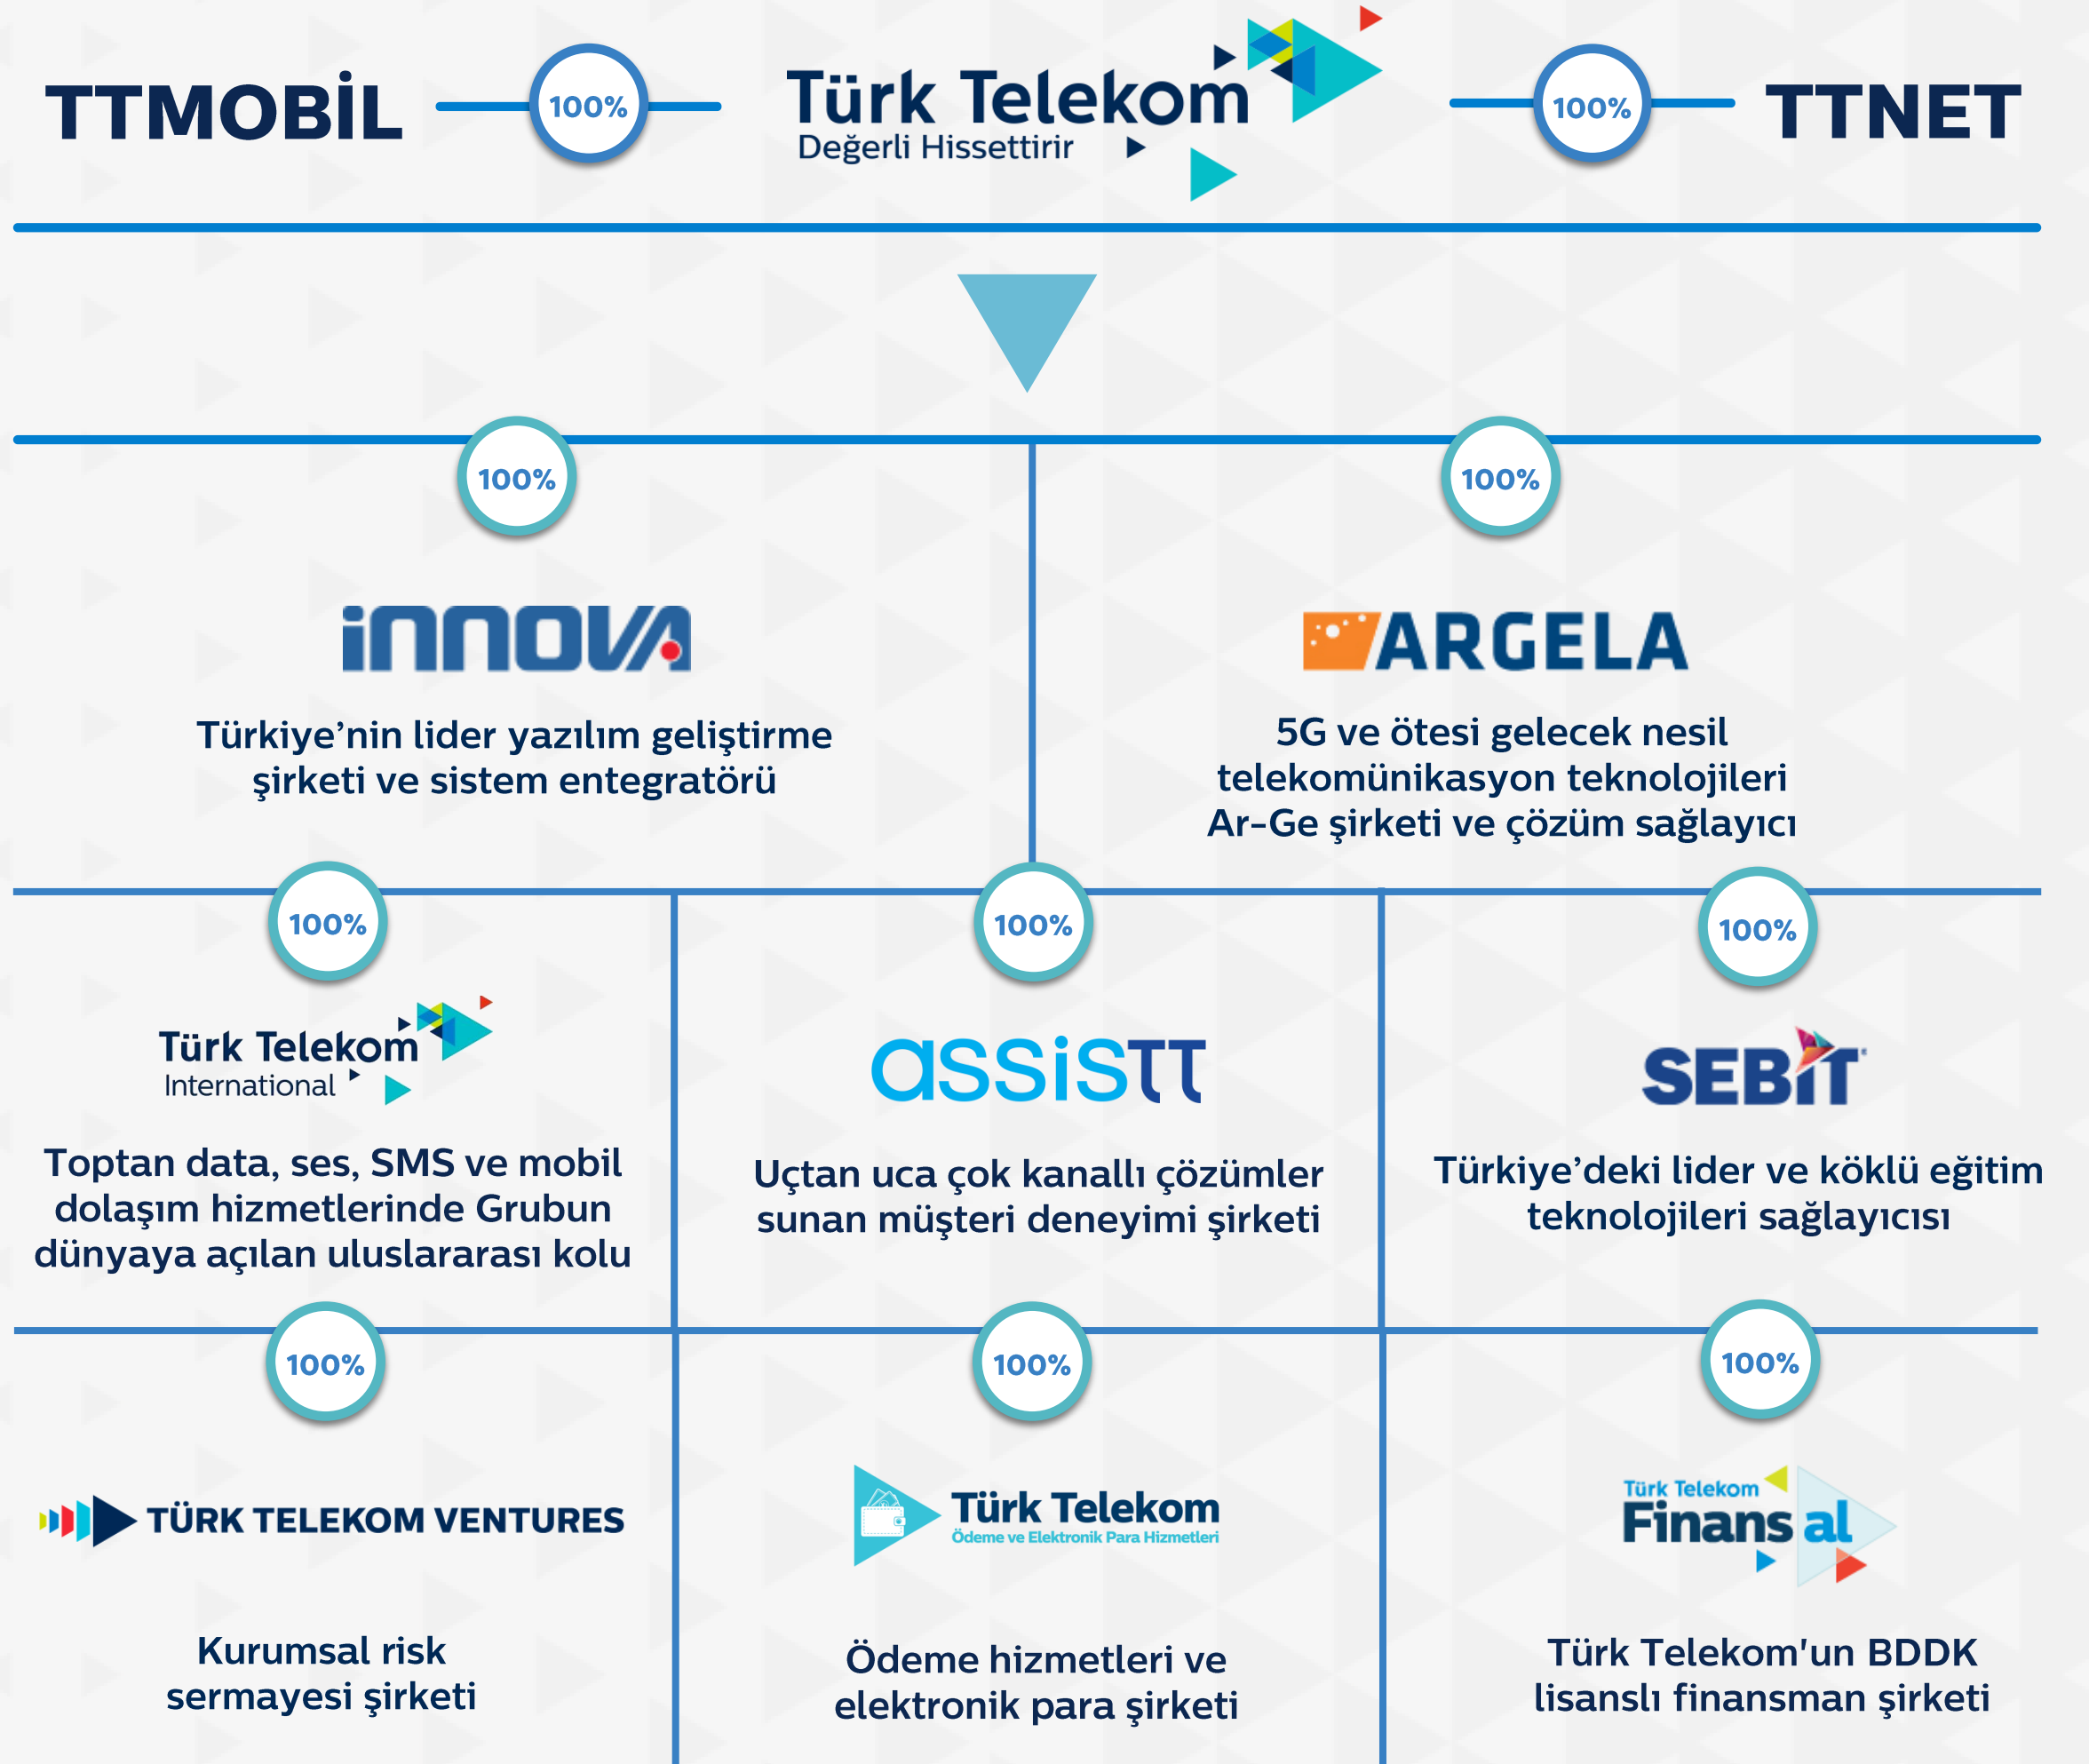 TTMOBİL
100%
Türk Telekom
Değerli Hissettirir
100%
TTNET
100%
100%
innova
ARGELA
Türkiye’nin lider yazılım geliştirme
şirketi ve sistem entegratörü
5G ve ötesi gelecek nesil
telekomünikasyon teknolojileri
Ar-Ge şirketi ve çözüm sağlayıcı
100%
100%
100%
Türk Telekom
International
assisTT
SEBİT
Toptan data, ses, SMS ve mobil
dolaşım hizmetlerinde Grubun
dünyaya açılan uluslararası kolu
Uçtan uca çok kanallı çözümler
sunan müşteri deneyimi şirketi
Türkiye’deki lider ve köklü eğitim
teknolojileri sağlayıcısı
100%
100%
100%
TÜRK TELEKOM VENTURES
Türk Telekom
Ödeme ve Elektronik Para Hizmetleri
Türk Telekom
Finansal
Kurumsal risk
sermayesi şirketi
Ödeme hizmetleri ve
elektronik para şirketi
Türk Telekom'un BDDK
lisanslı finansman şirketi